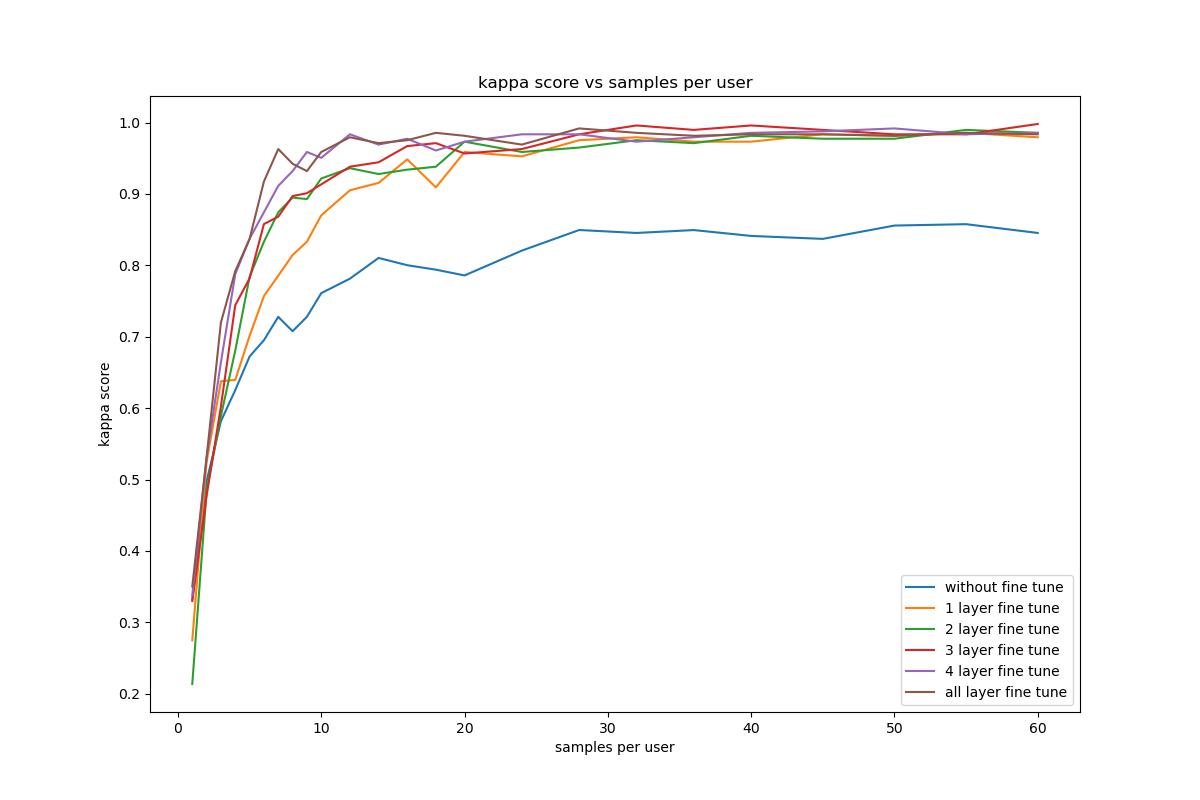 kappa score vs samples per user
kappa score
1.0
0.9
0.8
0.7
0.6
0.5
0.4
0.3
0.2
0 10 20 30 40 50 60
samples per user
without fine tune
1 layer fine tune
2 layer fine tune
3 layer fine tune
4 layer fine tune
all layer fine tune